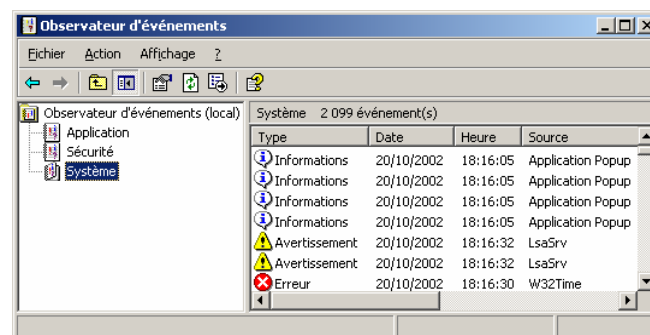 Observateur d'événements
Fichier Action Affichage ?
Observateur d'événements (local)
Application
Sécurité
Système
Système 2 099 événement(s)
Type Date Heure Source
Informations 20/10/2002 18:16:05 Application Popup
Informations 20/10/2002 18:16:05 Application Popup
Informations 20/10/2002 18:16:05 Application Popup
Informations 20/10/2002 18:16:05 Application Popup
Avertissement 20/10/2002 18:16:32 LsaSrv
Avertissement 20/10/2002 18:16:32 LsaSrv
Erreur 20/10/2002 18:16:30 W32Time